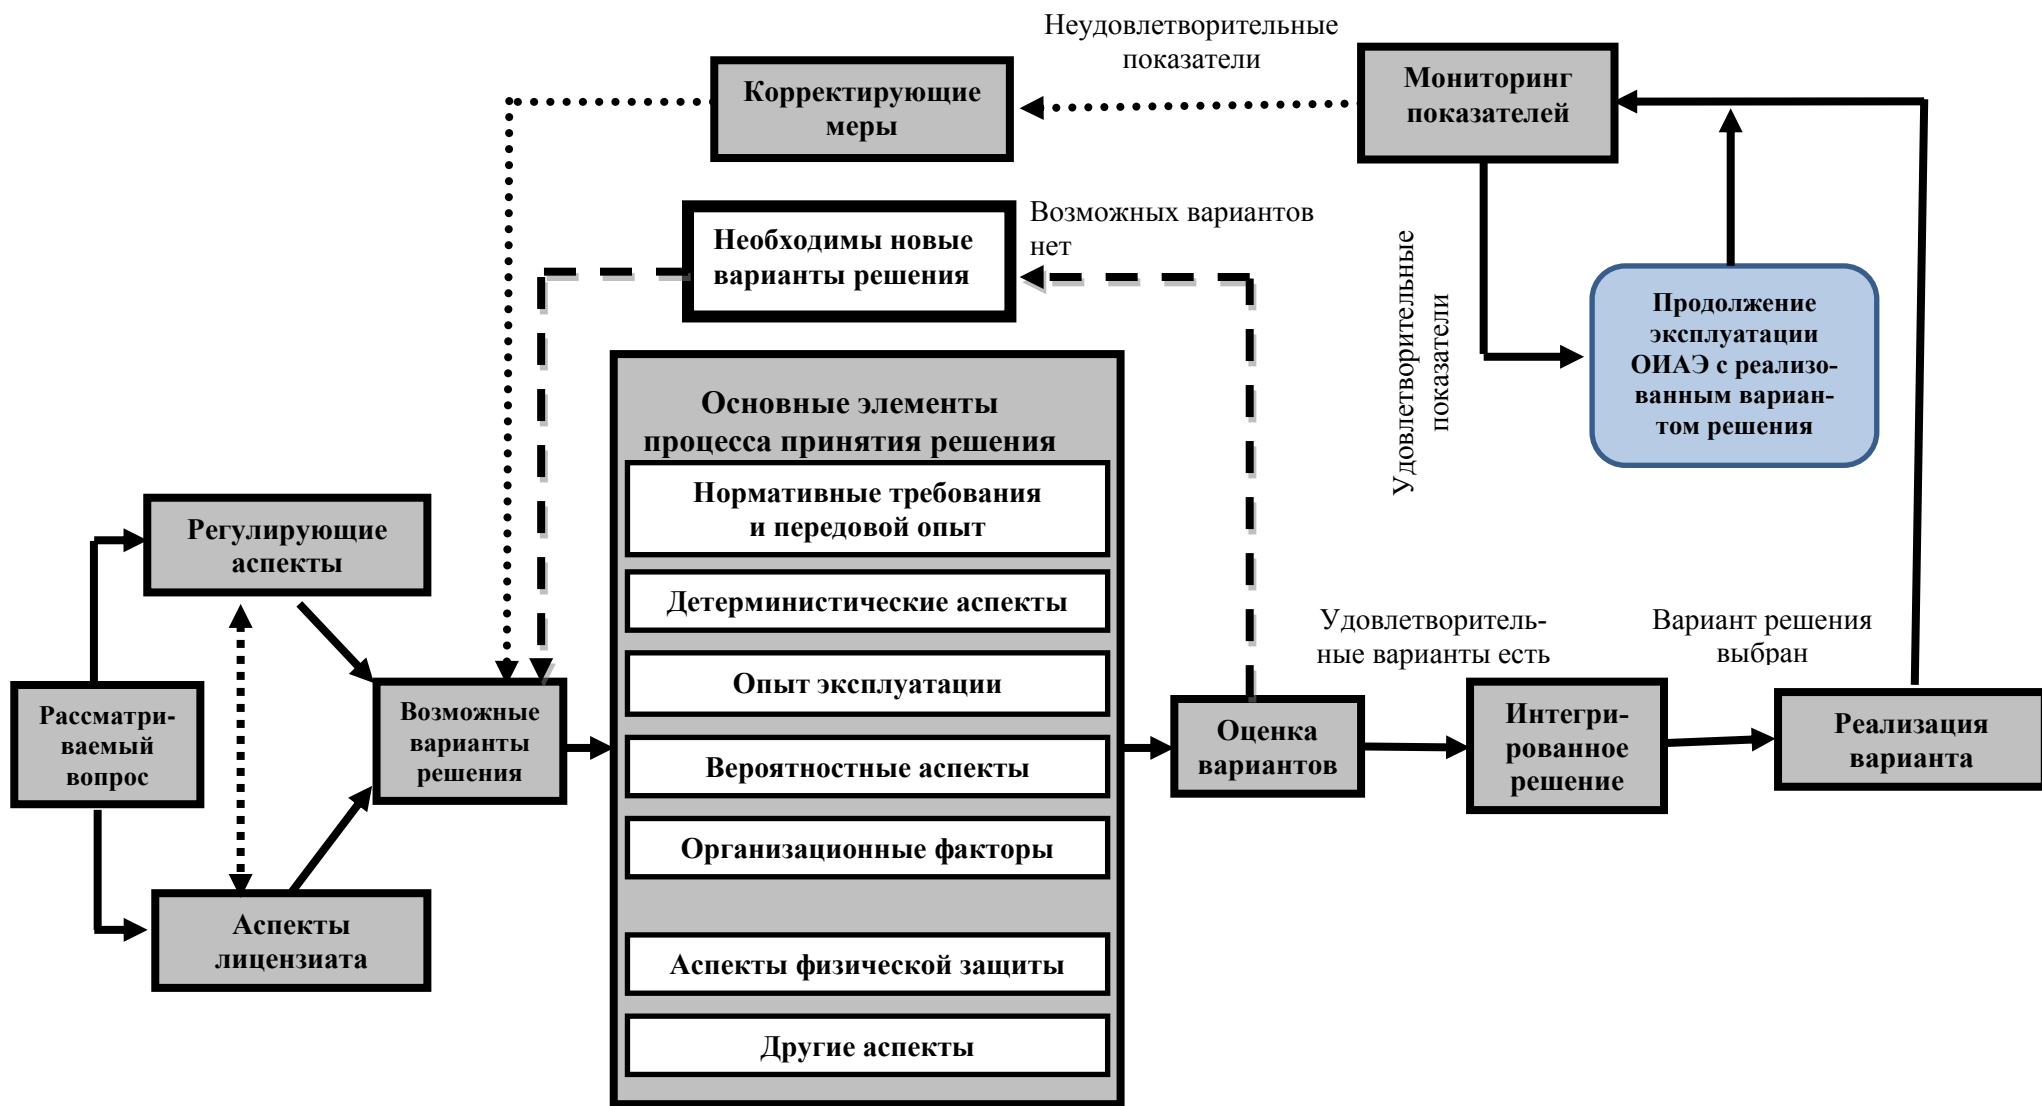 Неудовлетворительные
показатели
Корректирующие
меры
Мониторинг
показателей
Необходимы новые
варианты решения
Возможных вариантов
нет
Удовлетворительные
показатели
Продолжение
эксплуатации
ОИАЭ с реализо-
ванным вариан-
том решения
Основные элементы
процесса принятия решения
Нормативные требования
и передовой опыт
Детерминистические аспекты
Опыт эксплуатации
Вероятностные аспекты
Организационные факторы
Аспекты физической защиты
Другие аспекты
Регулирующие
аспекты
Рассматри-
ваемый
вопрос
Аспекты
лицензиата
Возможные
варианты
решения
Оценка
вариантов
Удовлетворитель-
ные варианты есть
Интегри-
рованное
решение
Вариант решения
выбран
Реализация
варианта